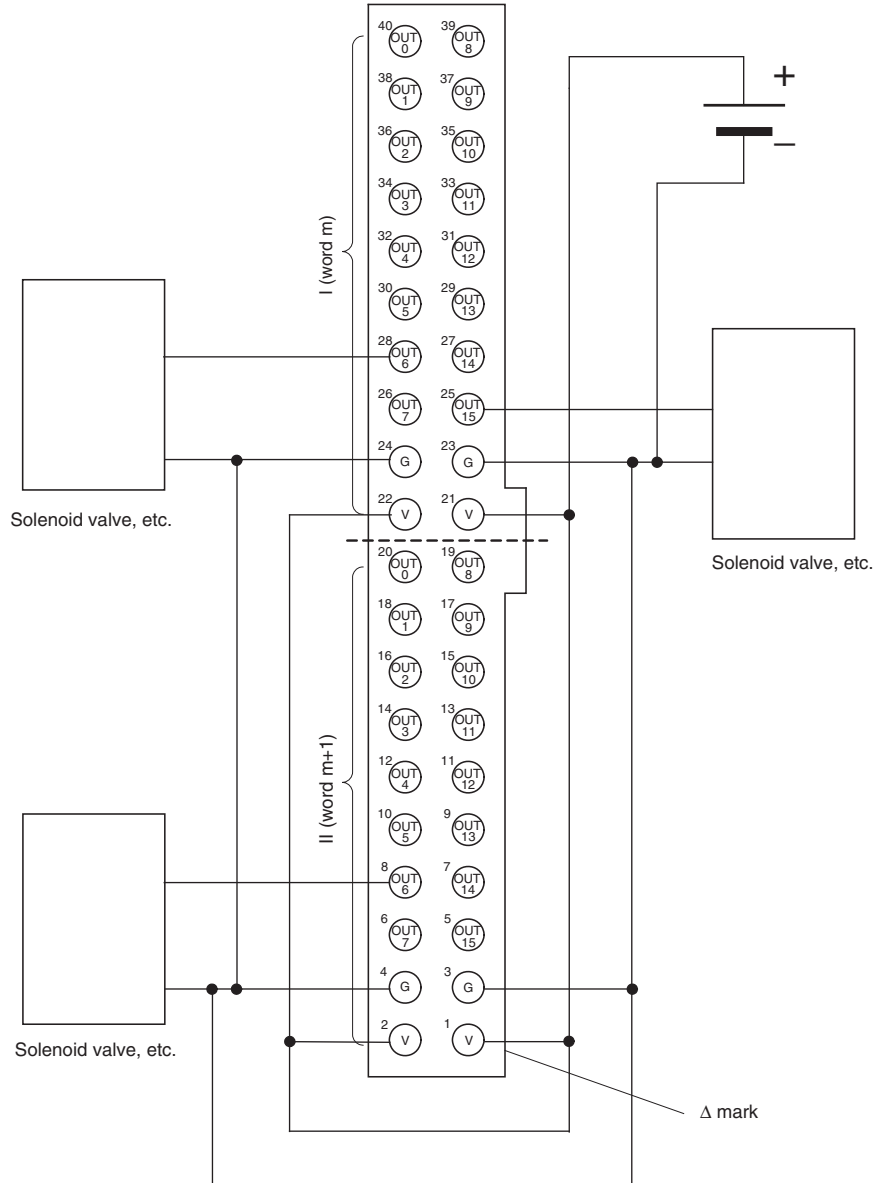 40 OUT 0 39 OUT 8
38 OUT 1 37 OUT 9
36 OUT 2 35 OUT 10
34 OUT 3 33 OUT 11
32 OUT 4 31 OUT 12
30 OUT 5 29 OUT 13
28 OUT 6 27 OUT 14
26 OUT 7 25 OUT 15
24 G 23 G
22 V 21 V
I (word m)
+
−
Solenoid valve, etc.
Solenoid valve, etc.
20 OUT 0 19 OUT 8
18 OUT 1 17 OUT 9
16 OUT 2 15 OUT 10
14 OUT 3 13 OUT 11
12 OUT 4 11 OUT 12
10 OUT 5 9 OUT 13
8 OUT 6 7 OUT 14
6 OUT 7 5 OUT 15
4 G 3 G
2 V 1 V
II (word m+1)
Solenoid valve, etc.
Δ mark